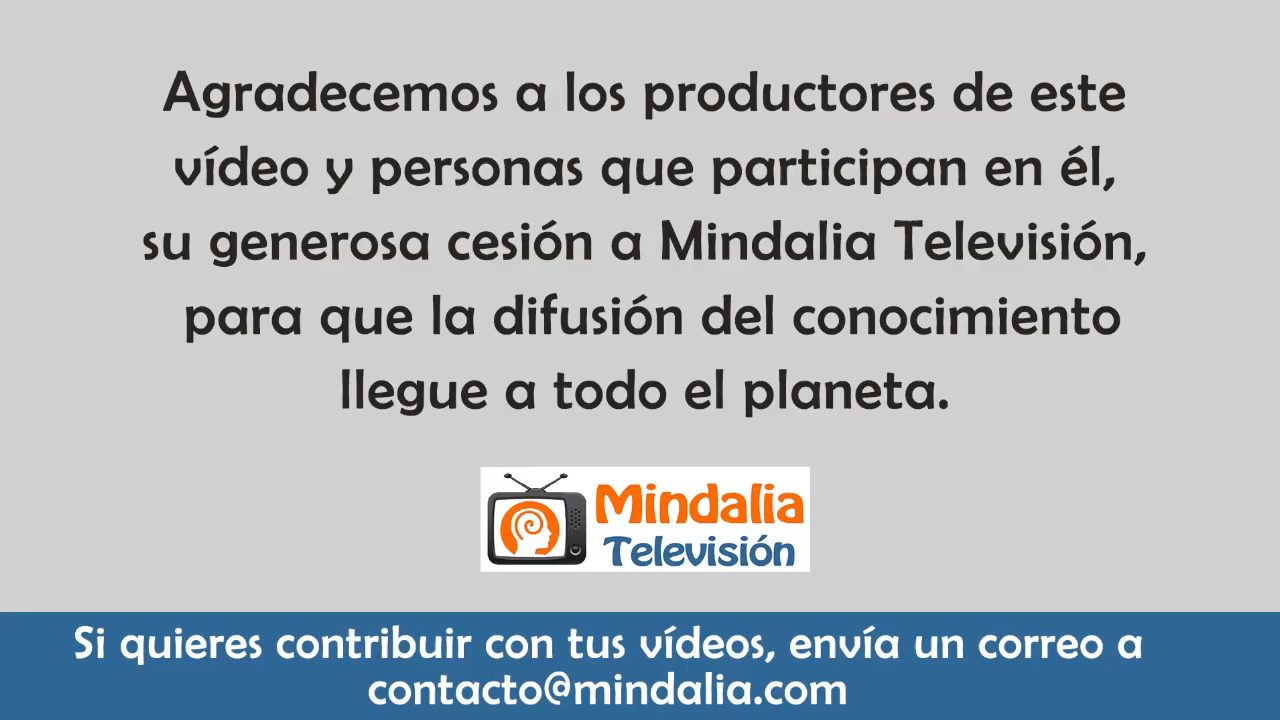 Agradecemos a los productores de este
vídeo y personas que participan en él,
su generosa cesión a Mindalia Televisión,
para que la difusión del conocimiento
llegue a todo el planeta.
Mindalia
Televisión
Si quieres contribuir con tus vídeos, envía un correo a
contacto@mindalia.com